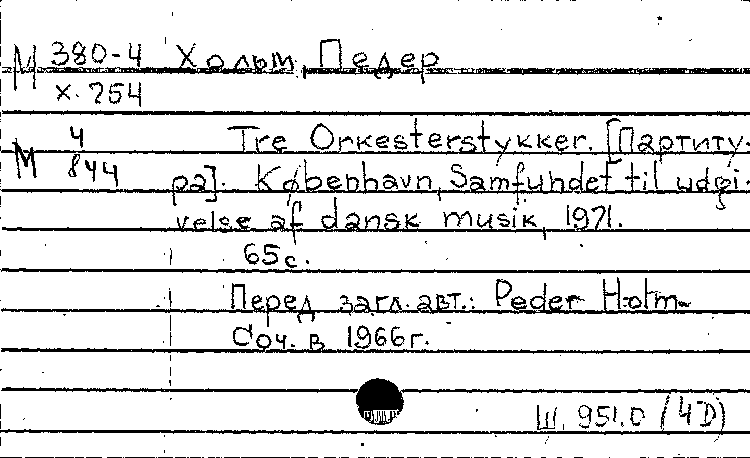 М 380-4 Хольм, Педер
х.254
М 4 Tre Orkesterstykker. [Партиту-
844 ра]. København, Samfundet til udgi-
velse af dansk musik, 1971.
65 с.
Перед загл. авт.: Peder Holm.
Соч. в 1966 г.
Ш. 951.0 (4D)